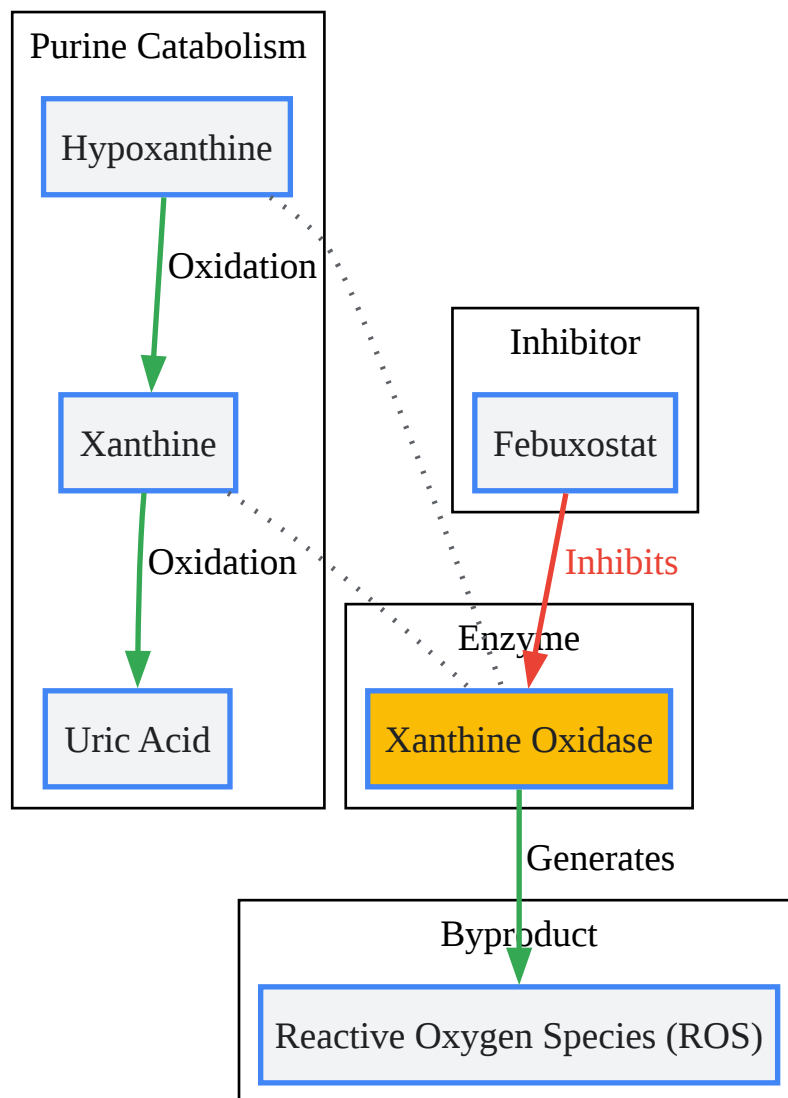 Purine Catabolism
Hypoxanthine
Oxidation
Xanthine
Oxidation
Uric Acid
Inhibitor
Febuxostat
Inhibits
Enzyme
Xanthine Oxidase
Generates
Byproduct
Reactive Oxygen Species (ROS)